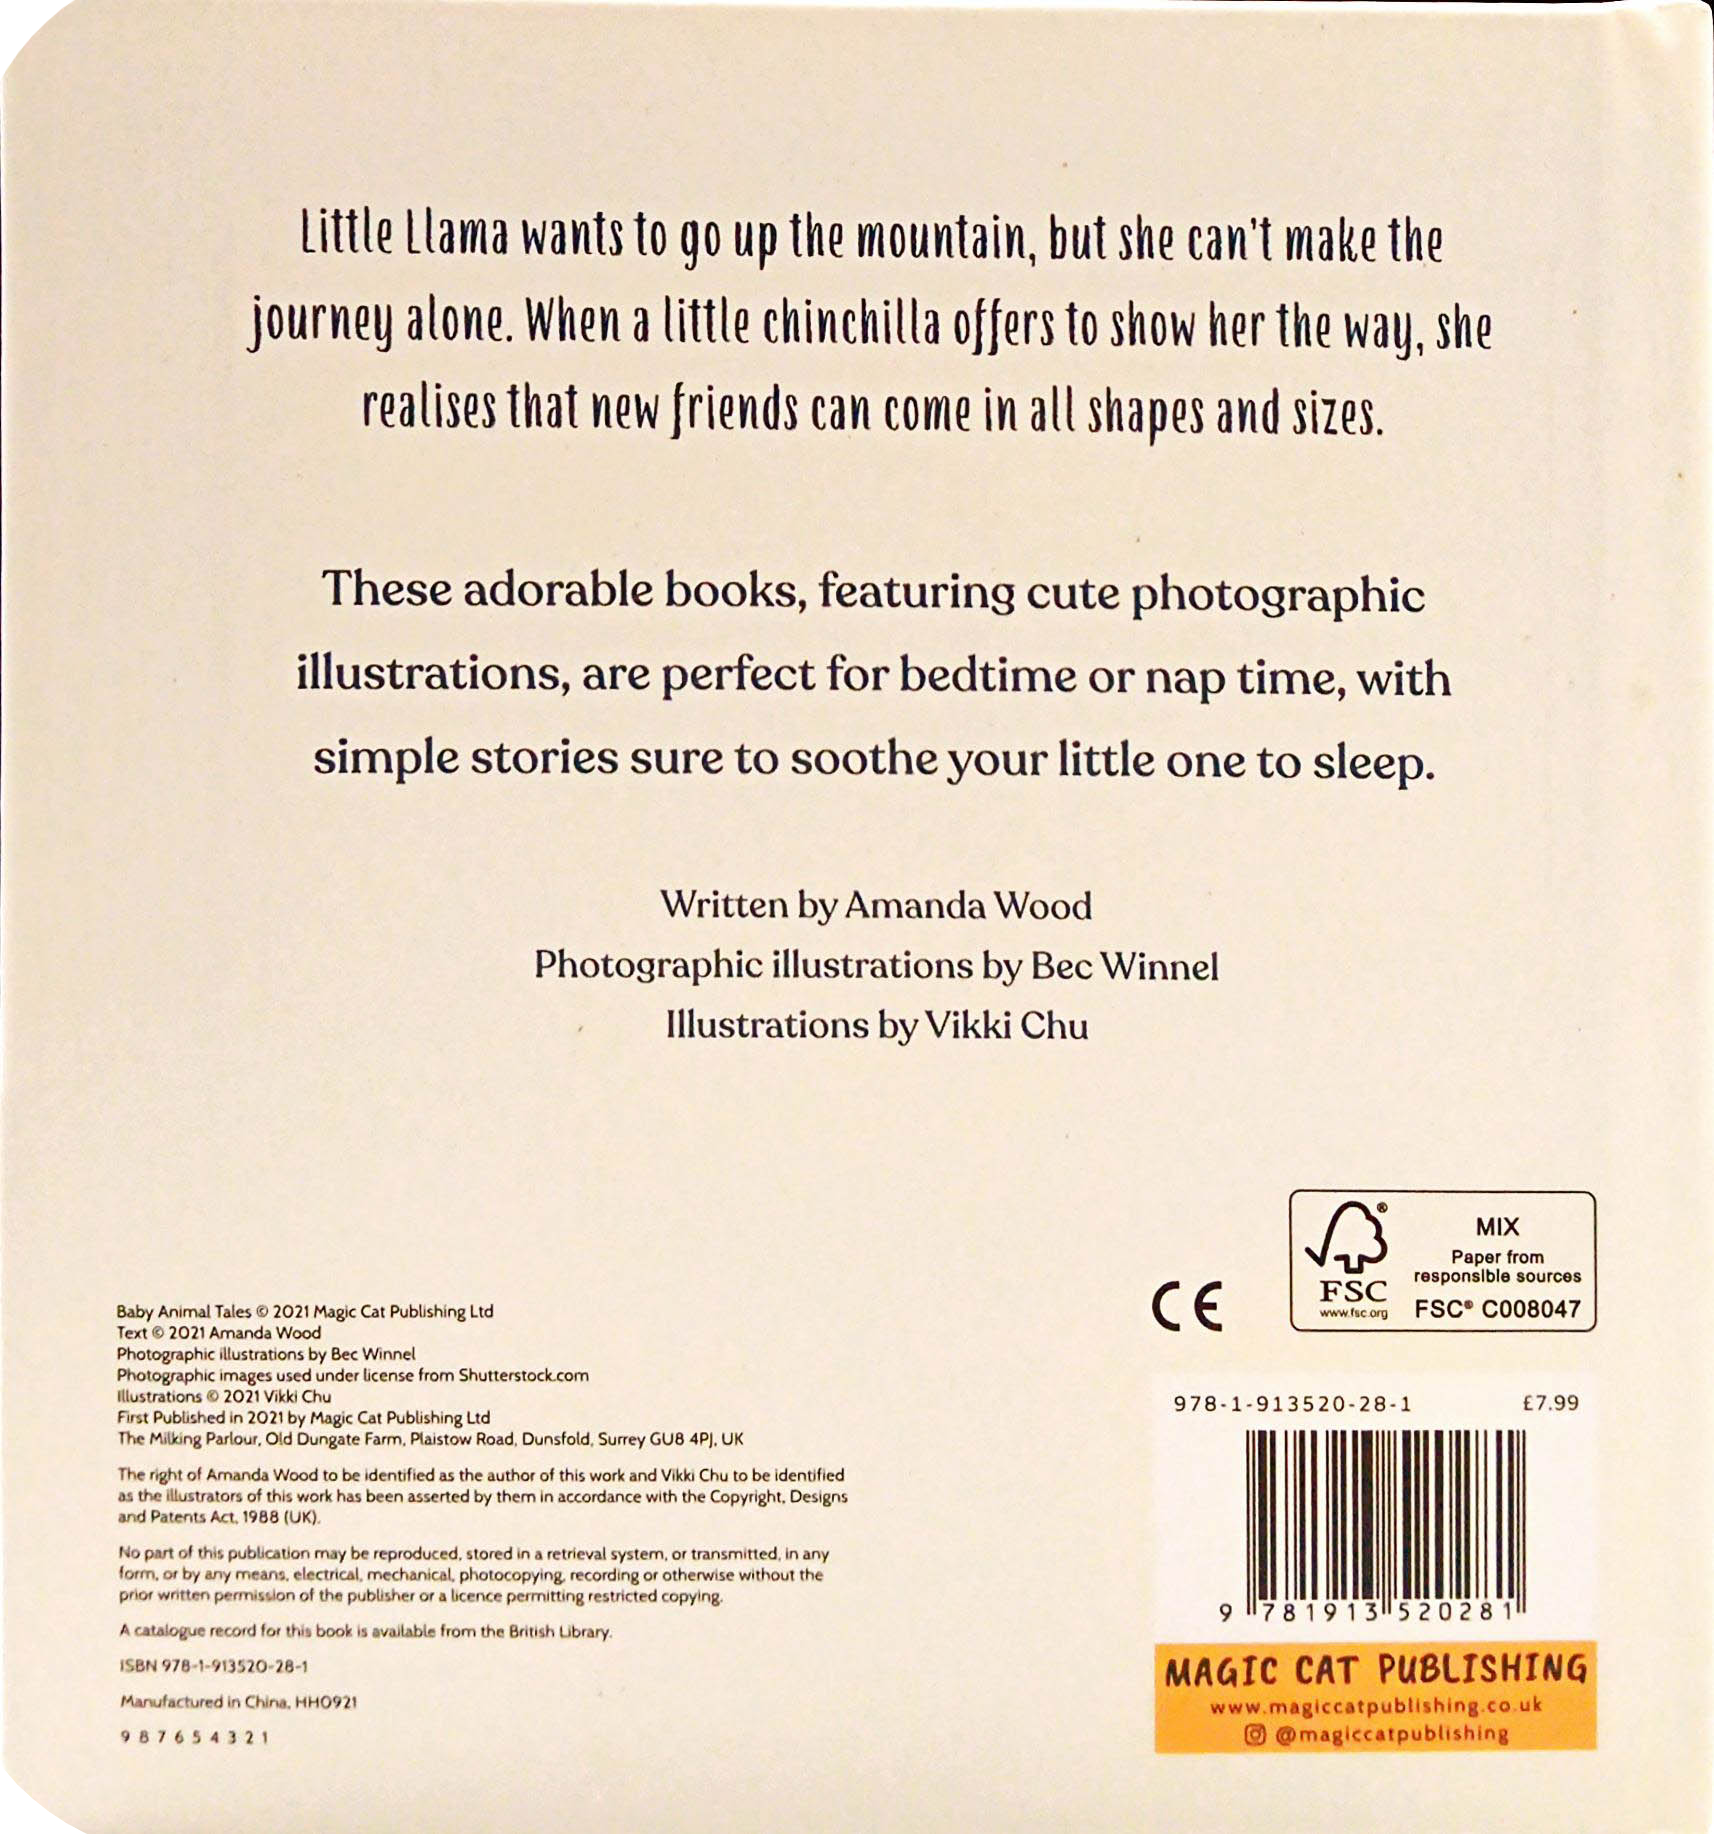 Little Llama wants to go up the mountain, but she can't make the
journey alone. When a little chinchilla offers to show her the way, she
realises that new friends can come in all shapes and sizes.
These adorable books, featuring cute photographic
illustrations, are perfect for bedtime or nap time, with
simple stories sure to soothe your little one to sleep.
Written by Amanda Wood
Photographic illustrations by Bec Winnel
Illustrations by Vikki Chu
Baby Animal Tales © 2021 Magic Cat Publishing Ltd
Text © 2021 Amanda Wood
Photographic illustrations by Bec Winnel
Photographic images used under license from Shutterstock.com
Illustrations © 2021 Vikki Chu
First Published in 2021 by Magic Cat Publishing Ltd
The Milking Parlour, Old Dungate Farm, Plaistow Road, Dunsfold, Surrey GU8 4PJ, UK
The right of Amanda Wood to be identified as the author of this work and Vikki Chu to be identified
as the illustrators of this work has been asserted by them in accordance with the Copyright, Designs
and Patents Act, 1988 (UK).
No part of this publication may be reproduced, stored in a retrieval system, or transmitted, in any
form, or by any means, electrical, mechanical, photocopying, recording or otherwise without the
prior written permission of the publisher or a licence permitting restricted copying.
A catalogue record for this book is available from the British Library.
ISBN 978-1-913520-28-1
Manufactured in China, HH0921
9 8 7 6 5 4 3 2 1
CE
®
FSC
www.fsc.org
MIX
Paper from
responsible sources
FSC® C008047
978-1-913520-28-1 £7.99
9 781913 520281
MAGIC CAT PUBLISHING
www.magiccatpublishing.co.uk
@magiccatpublishing